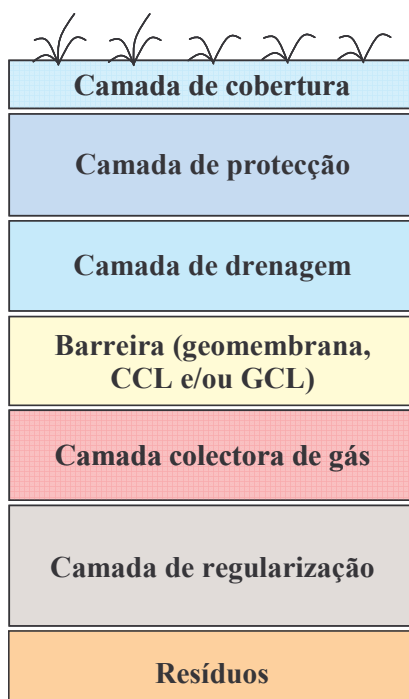 Camada de cobertura
Camada de protecção
Camada de drenagem
Barreira (geomembrana,
CCL e/ou GCL)
Camada colectora de gás
Camada de regularização
Resíduos